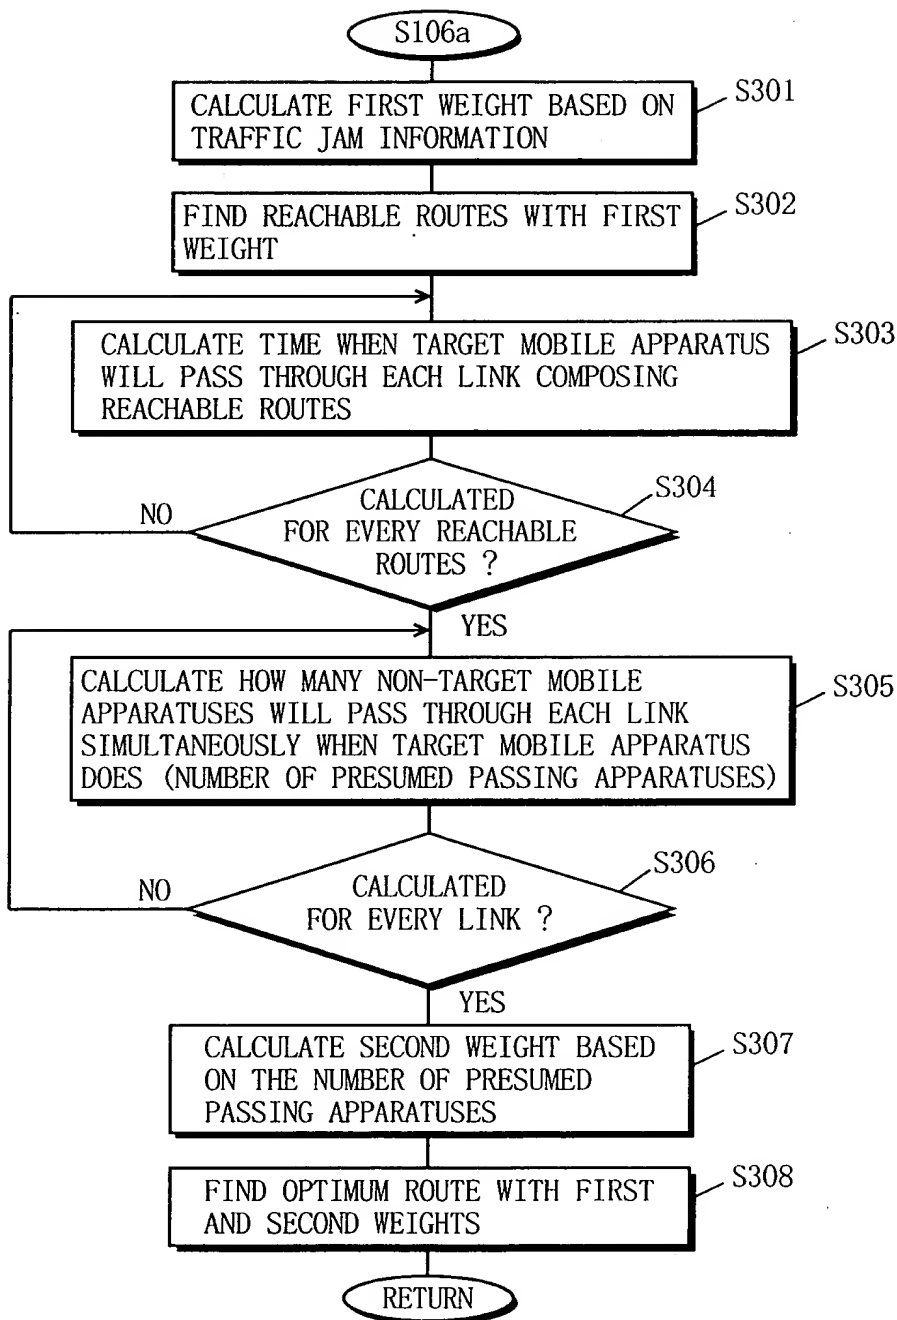 S106a
CALCULATE FIRST WEIGHT BASED ON
TRAFFIC JAM INFORMATION
S301
FIND REACHABLE ROUTES WITH FIRST
WEIGHT
S302
CALCULATE TIME WHEN TARGET MOBILE APPARATUS
WILL PASS THROUGH EACH LINK COMPOSING
REACHABLE ROUTES
S303
CALCULATED
FOR EVERY REACHABLE
ROUTES ?
S304
NO
YES
CALCULATE HOW MANY NON-TARGET MOBILE
APPARATUSES WILL PASS THROUGH EACH LINK
SIMULTANEOUSLY WHEN TARGET MOBILE APPARATUS
DOES (NUMBER OF PRESUMED PASSING APPARATUSES)
S305
CALCULATED
FOR EVERY LINK ?
S306
NO
YES
CALCULATE SECOND WEIGHT BASED
ON THE NUMBER OF PRESUMED
PASSING APPARATUSES
S307
FIND OPTIMUM ROUTE WITH FIRST
AND SECOND WEIGHTS
S308
RETURN